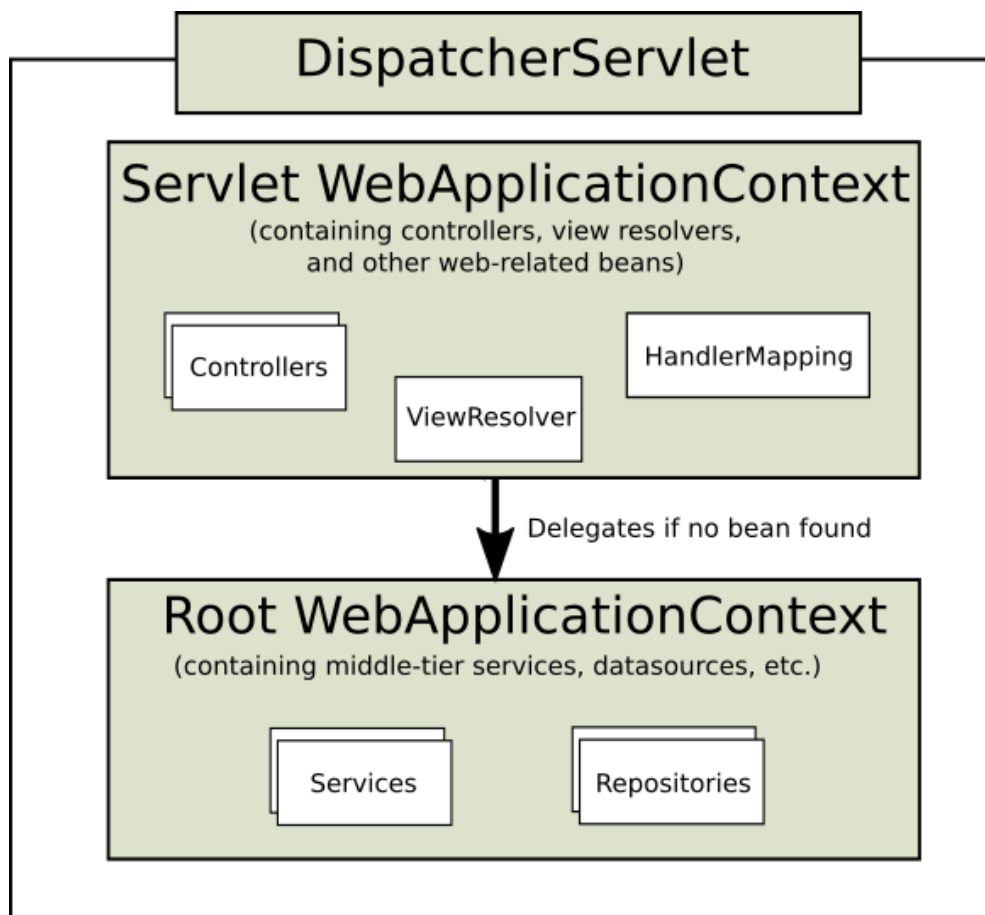 DispatcherServlet
Servlet WebApplicationContext
(containing controllers, view resolvers,
and other web-related beans)
Controllers
HandlerMapping
ViewResolver
Delegates if no bean found
Root WebApplicationContext
(containing middle-tier services, datasources, etc.)
Services
Repositories